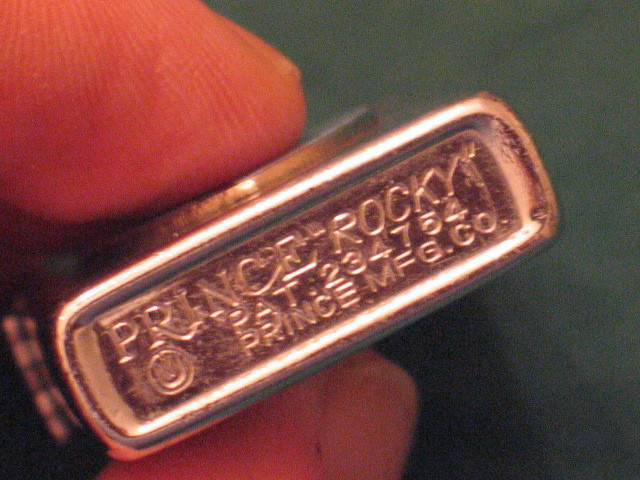 PRINCE "ROCKY"
PAT. 234754
PRINCE MFG. CO.